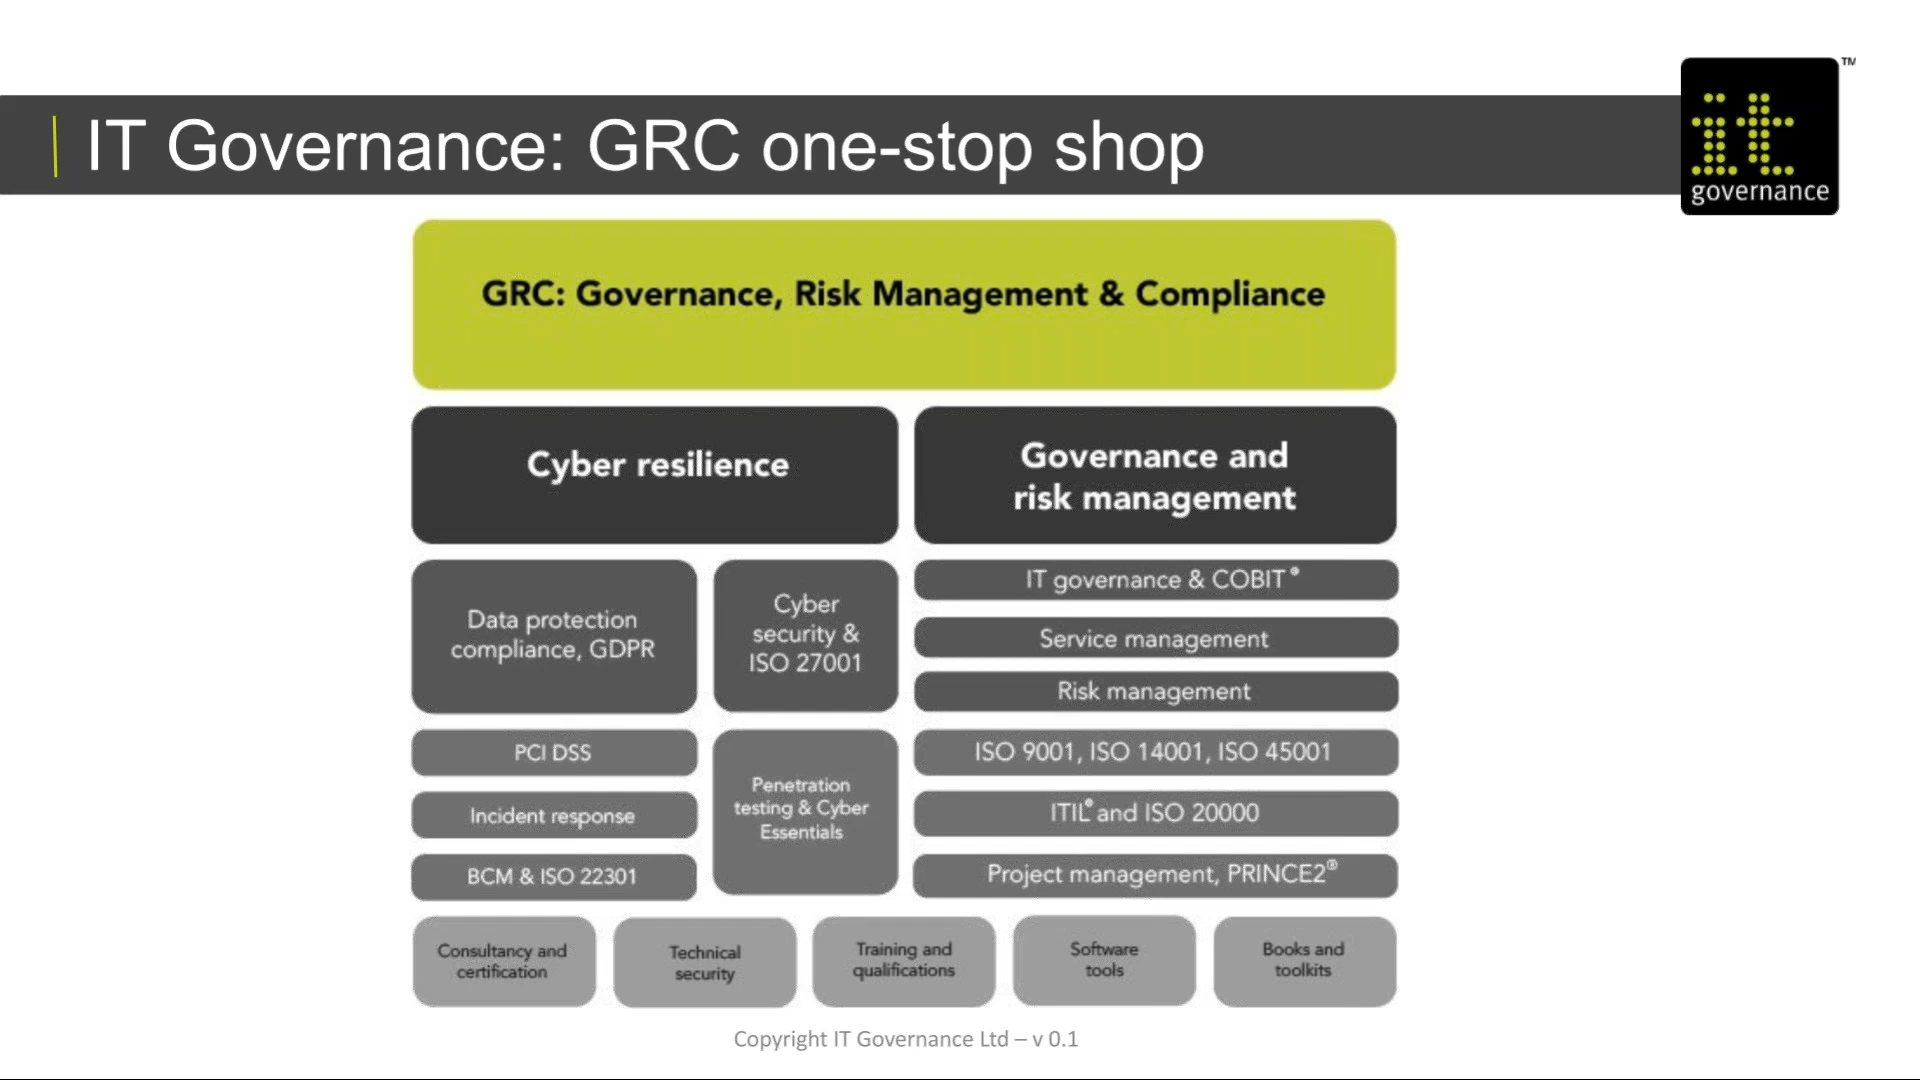 IT Governance: GRC one-stop shop
TM
it
governance
GRC: Governance, Risk Management & Compliance
Cyber resilience
Governance and
risk management
Data protection
compliance, GDPR
Cyber
security &
ISO 27001
IT governance & COBIT®
Service management
Risk management
PCI DSS
Incident response
BCM & ISO 22301
Penetration
testing & Cyber
Essentials
ISO 9001, ISO 14001, ISO 45001
ITIL® and ISO 20000
Project management, PRINCE2®
Consultancy and
certification
Technical
security
Training and
qualifications
Software
tools
Books and
toolkits
Copyright IT Governance Ltd – v 0.1